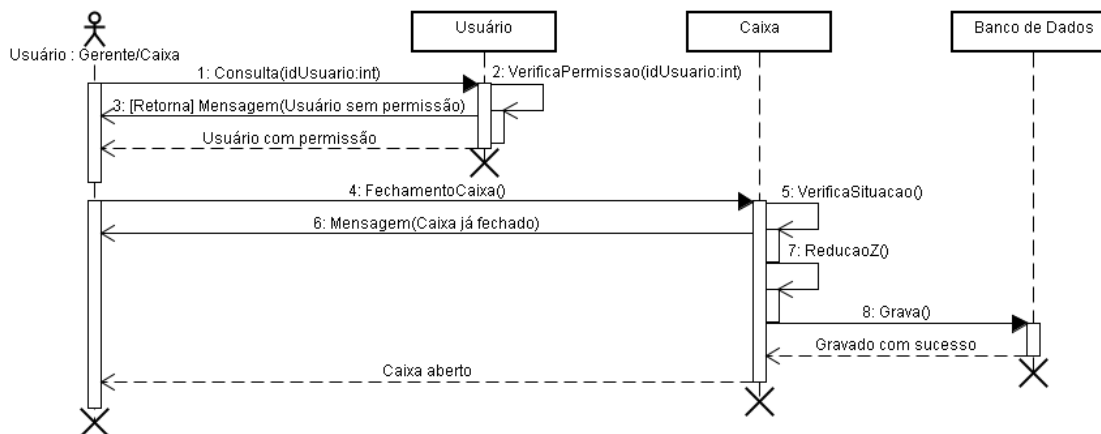 Usuário
Caixa
Banco de Dados
Usuário : Gerente/Caixa
1: Consulta(idUsuario:int)
2: VerificaPermissao(idUsuario:int)
3: [Retorna] Mensagem(Usuário sem permissão)
Usuário com permissão
4: FechamentoCaixa()
5: VerificaSituacao()
6: Mensagem(Caixa já fechado)
7: ReducaoZ()
8: Grava()
Gravado com sucesso
Caixa aberto